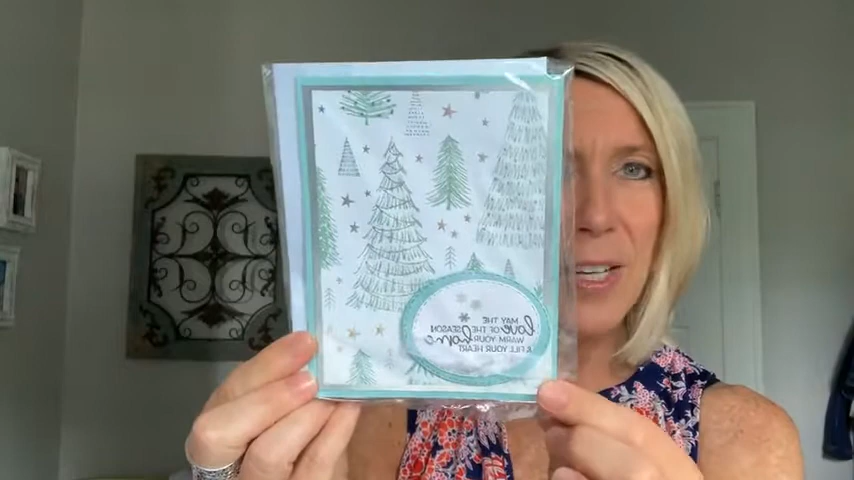 MAY THE
love OF THE SEASON
WARM YOUR home
& FILL YOUR HEART